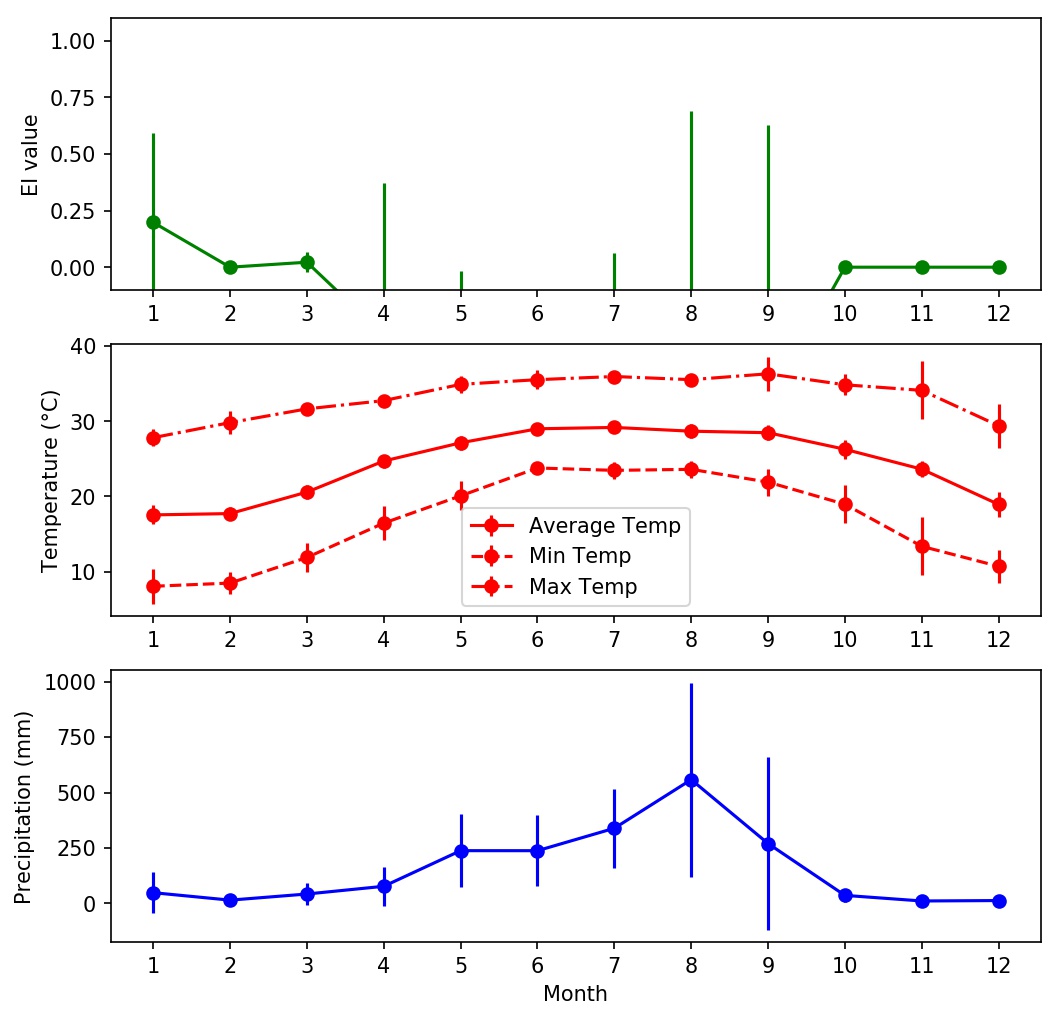 EI value
1.00
0.75
0.50
0.25
0.00
1 2 3 4 5 6 7 8 9 10 11 12
Temperature (°C)
40
30
20
10
Average Temp
Min Temp
Max Temp
1 2 3 4 5 6 7 8 9 10 11 12
Precipitation (mm)
1000
750
500
250
0
1 2 3 4 5 6 7 8 9 10 11 12
Month